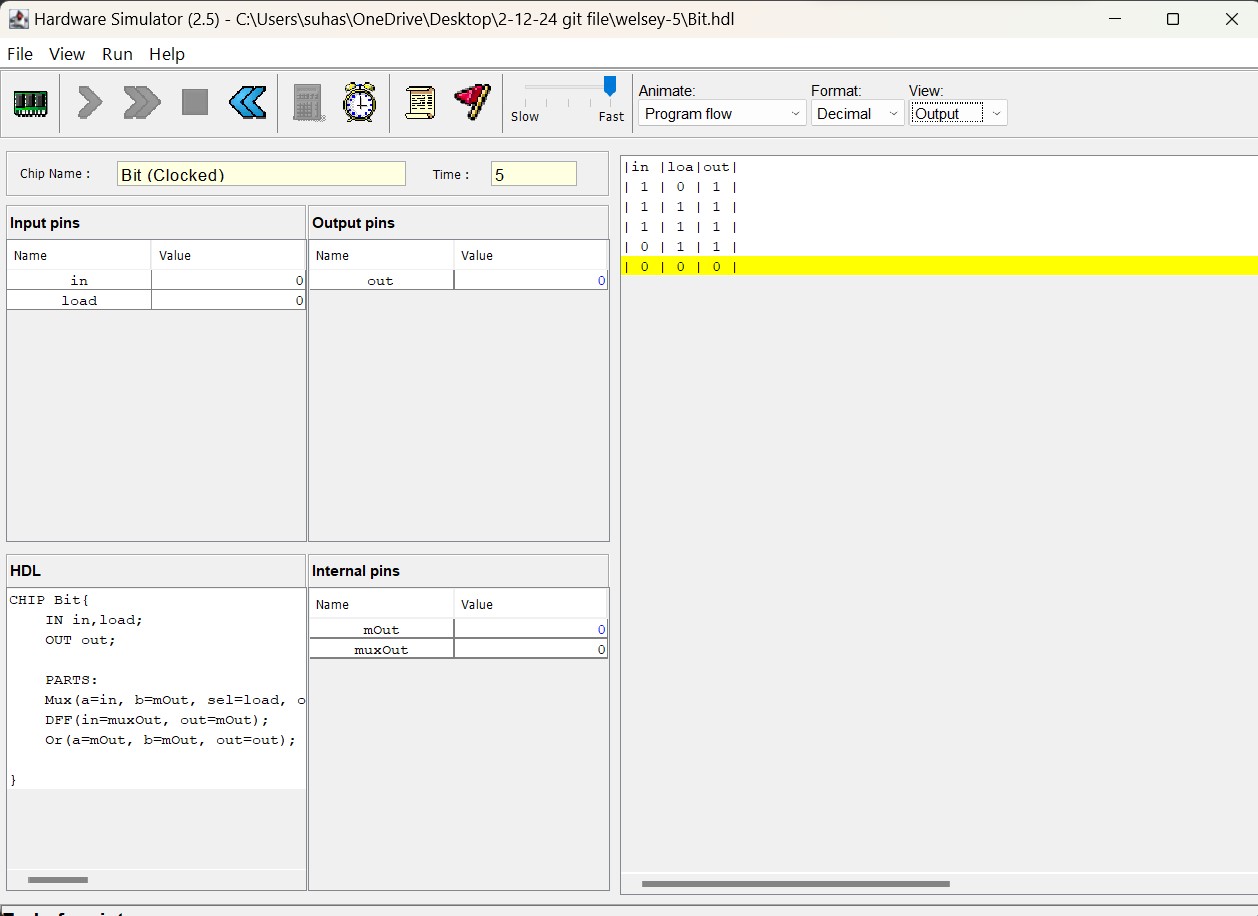 Hardware Simulator (2.5) - C:\Users\suhas\OneDrive\Desktop\2-12-24 git file\welsey-5\Bit.hdl
File View Run Help
Slow Fast
Animate:
Program flow
Format:
Decimal
View:
Output
Chip Name : Bit (Clocked) Time : 5
Input pins
Name Value
in 0
load 0
Output pins
Name Value
out 0
HDL
CHIP Bit{
IN in,load;
OUT out;
PARTS:
Mux(a=in, b=mOut, sel=load, o
DFF(in=muxOut, out=mOut);
Or(a=mOut, b=mOut, out=out);
}
Internal pins
Name Value
mOut 0
muxOut 0
|in |loa|out|
| 1 | 0 | 1 |
| 1 | 1 | 1 |
| 1 | 1 | 1 |
| 0 | 1 | 1 |
| 0 | 0 | 0 |